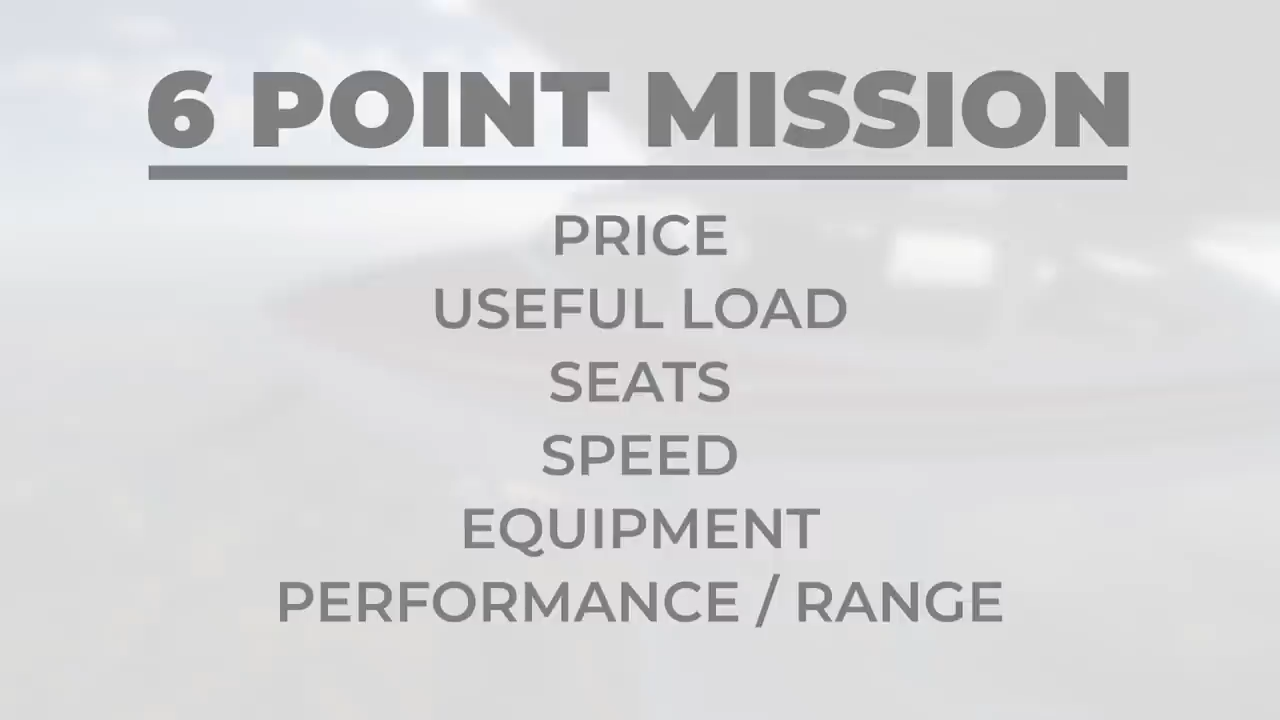 6 POINT MISSION
PRICE
USEFUL LOAD
SEATS
SPEED
EQUIPMENT
PERFORMANCE / RANGE